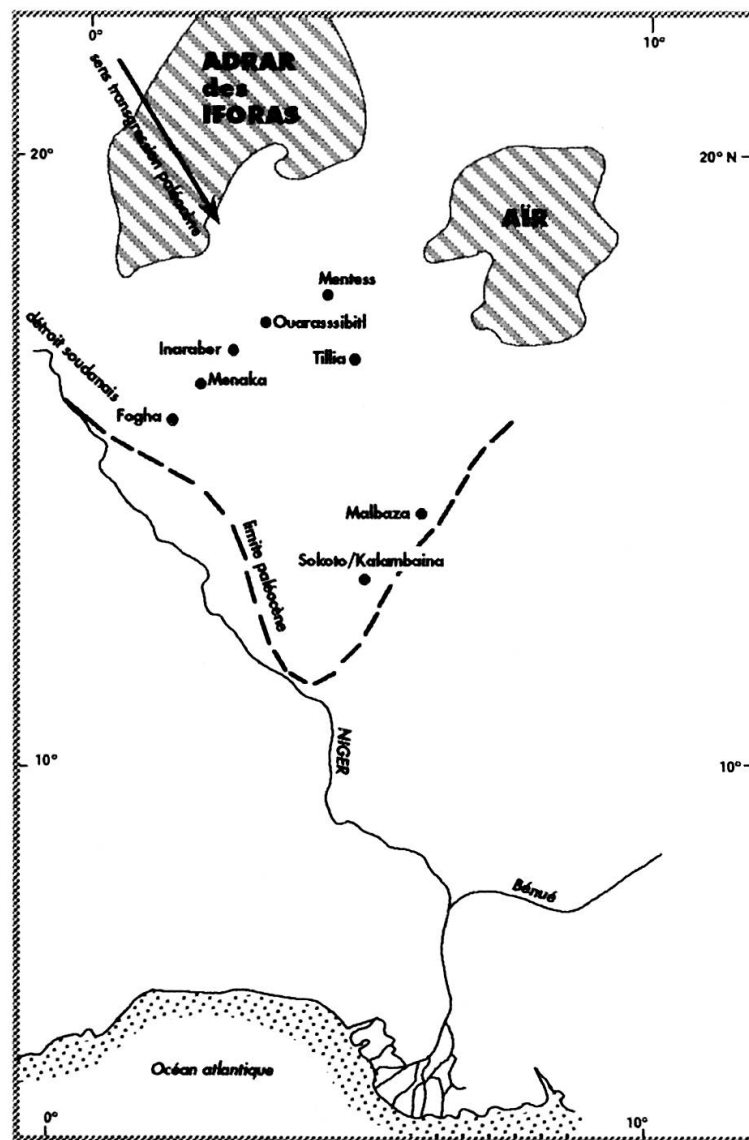 0°
10°
ADRAR
des
IFORAS
sens transgression paléocène
20°
20° N
AÏR
Mentess
Ouarasssibitl
Inaraber
Tillia
Menaka
détroit soudanais
Fogha
Malbaza
Sokoto/Kalambaina
limite paléocène
NIGER
10°
10°
Bénué
Océan atlantique
0°
10°